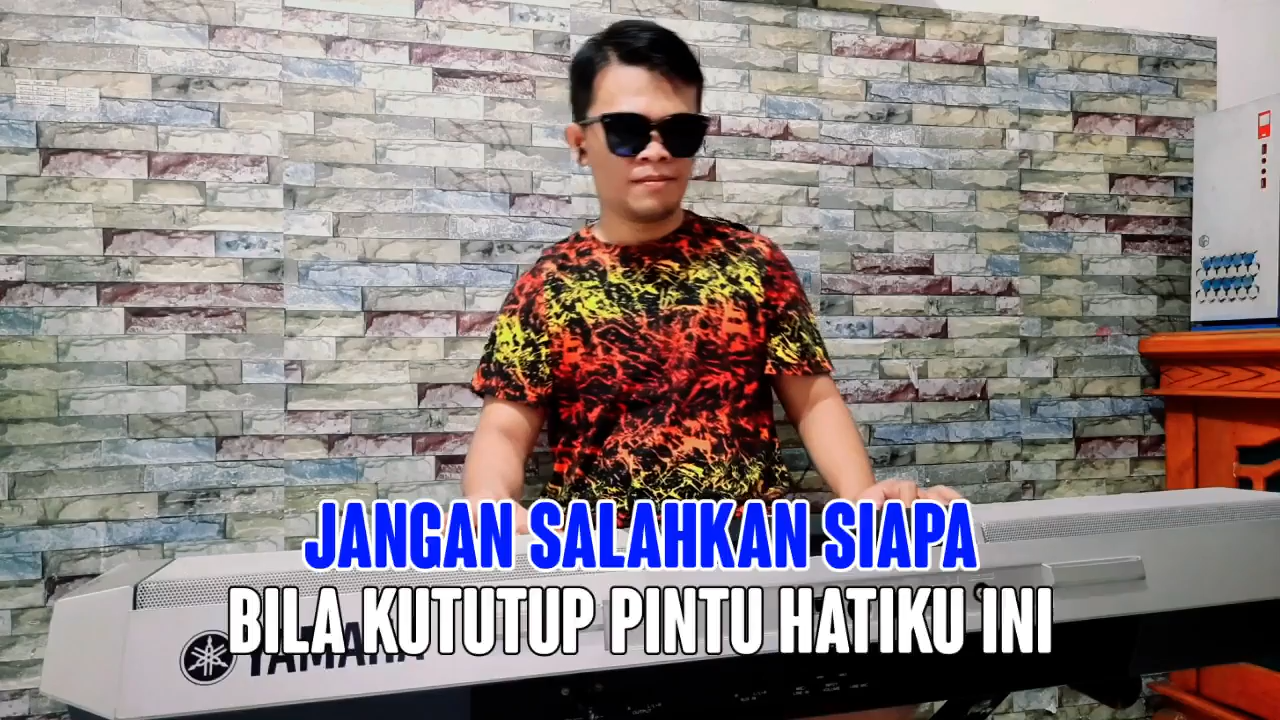 JANGAN SALAHKAN SIAPA
BILA KUTUTUP PINTU HATIKU INI
YAMAHA